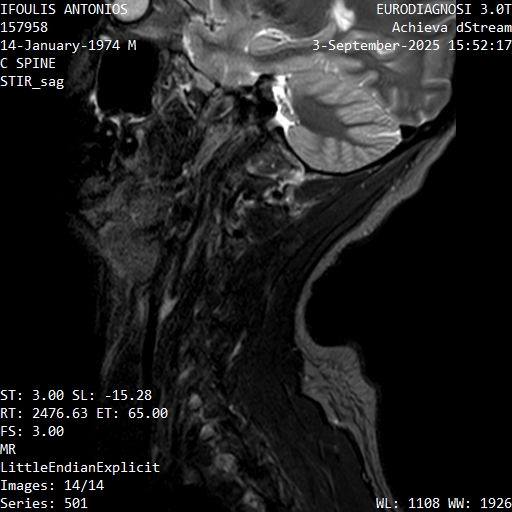 IFOULIS ANTONIOS
157958
14-January-1974 M
C SPINE
STIR_sag
EURODIAGNOSI 3.0T
Achieva dStream
3-September-2025 15:52:17
ST: 3.00 SL: -15.28
RT: 2476.63 ET: 65.00
FS: 3.00
MR
LittleEndianExplicit
Images: 14/14
Series: 501
WL: 1108 WW: 1926